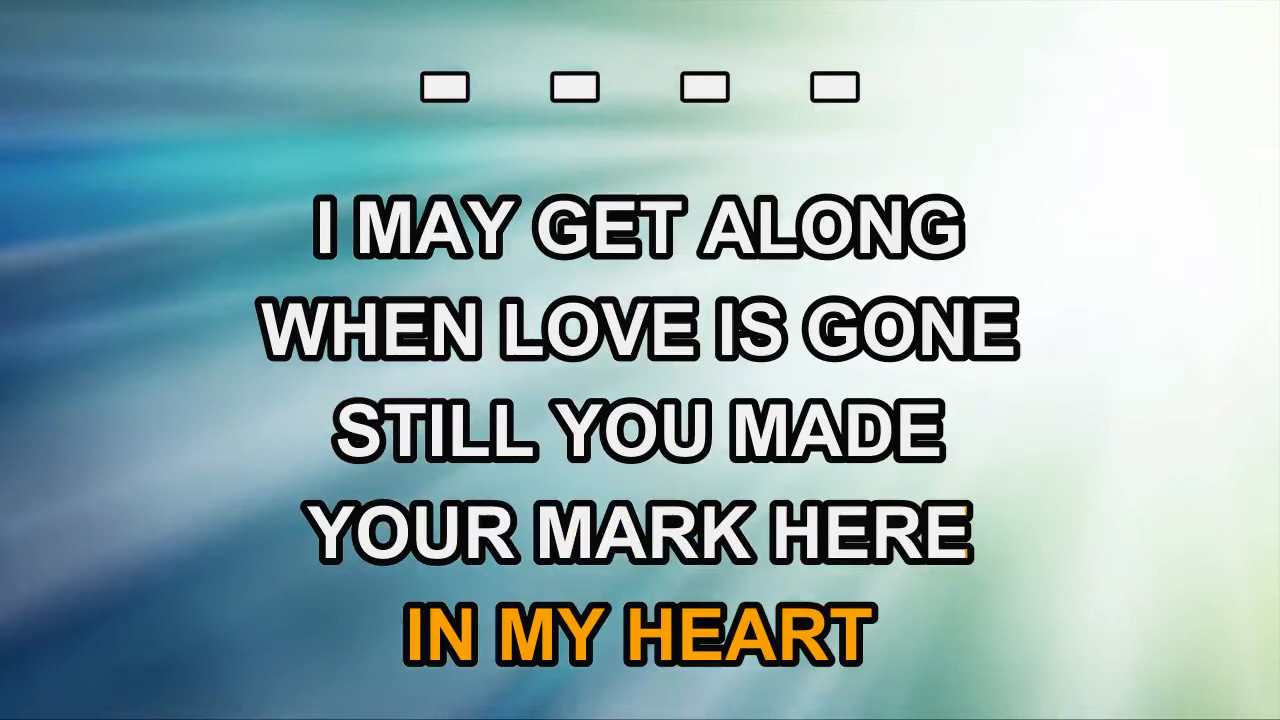 I MAY GET ALONG
WHEN LOVE IS GONE
STILL YOU MADE
YOUR MARK HERE
IN MY HEART